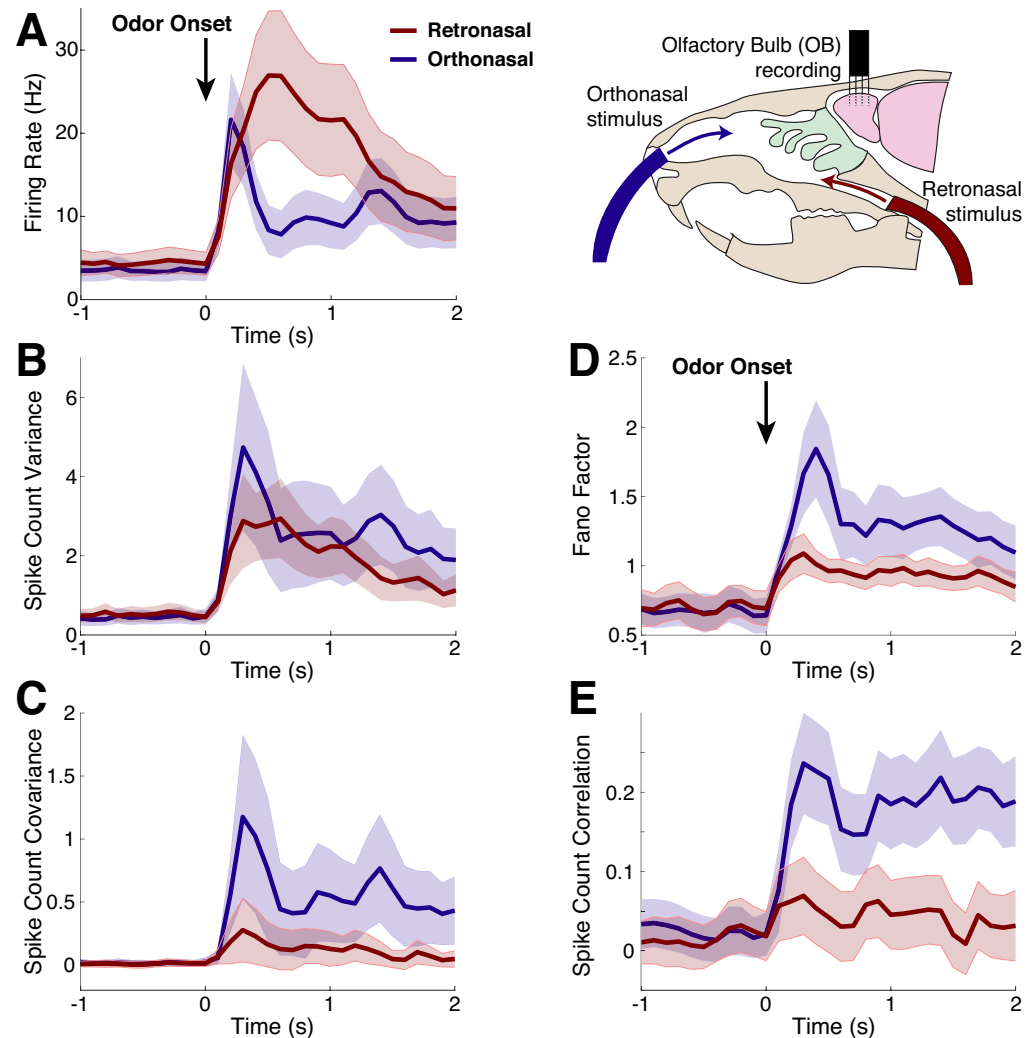 A
Odor Onset
Retronasal
Orthonasal
Firing Rate (Hz)
30
20
10
0
-1
0
1
2
Time (s)
Olfactory Bulb (OB)
recording
Orthonasal
stimulus
Retronasal
stimulus
B
Spike Count Variance
6
4
2
0
-1
0
1
2
Time (s)
D
Odor Onset
Fano Factor
2.5
2
1.5
1
0.5
-1
0
1
2
Time (s)
C
Spike Count Covariance
2
1.5
1
0.5
0
-1
0
1
2
Time (s)
E
Spike Count Correlation
0.2
0.1
0
-1
0
1
2
Time (s)